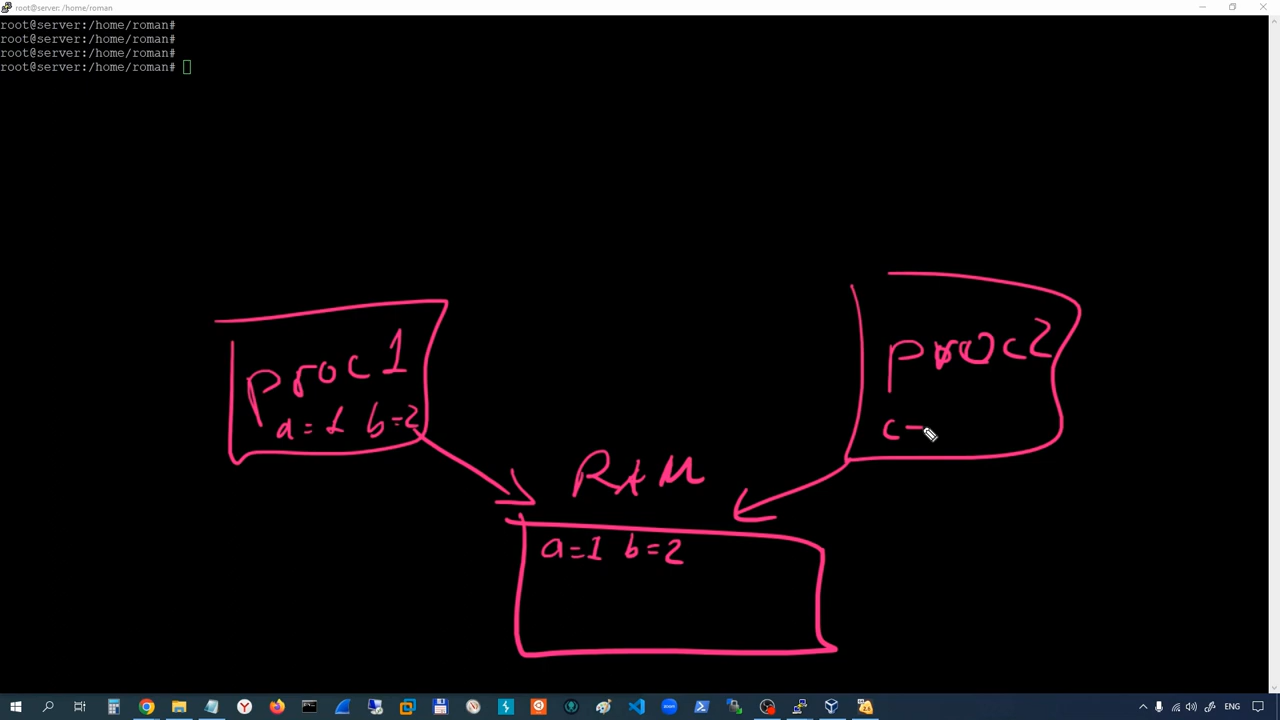 root@server: /home/roman
root@server:/home/roman#
root@server:/home/roman#
root@server:/home/roman#
root@server:/home/roman#
proc1
a=1 b=2
proc2
c-
RAM
a=1 b=2
ENG